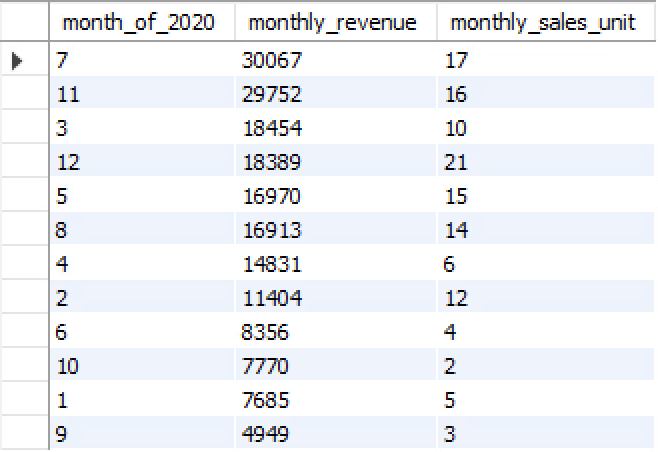 month_of_2020 monthly_revenue monthly_sales_unit
7 30067 17
11 29752 16
3 18454 10
12 18389 21
5 16970 15
8 16913 14
4 14831 6
2 11404 12
6 8356 4
10 7770 2
1 7685 5
9 4949 3